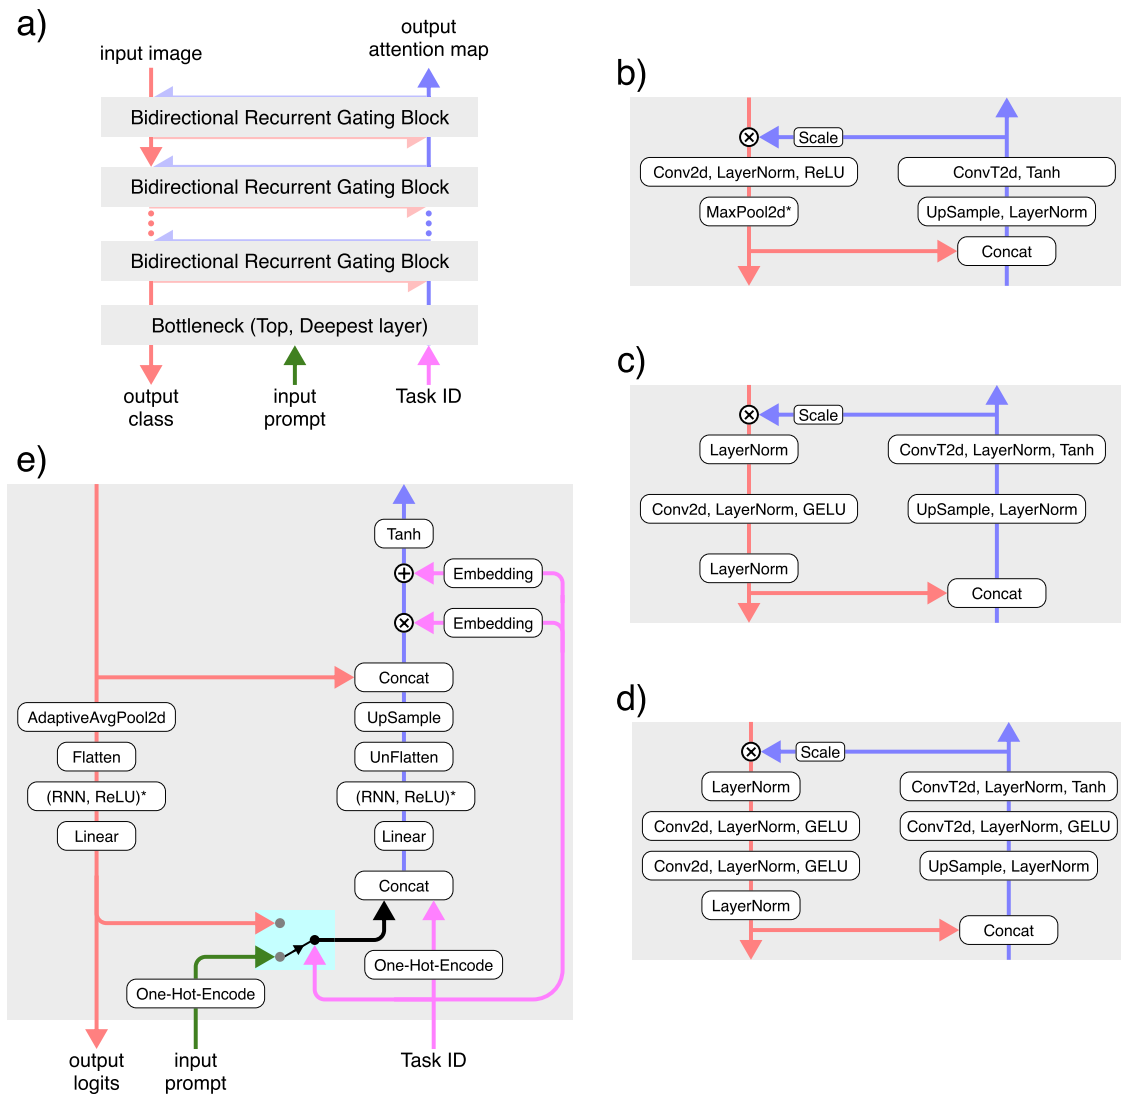 a)
input image
output
attention map
Bidirectional Recurrent Gating Block
Bidirectional Recurrent Gating Block
Bidirectional Recurrent Gating Block
Bottleneck (Top, Deepest layer)
output
class
input
prompt
Task ID
b)
Scale
Conv2d, LayerNorm, ReLU
ConvT2d, Tanh
MaxPool2d*
UpSample, LayerNorm
Concat
c)
Scale
LayerNorm
ConvT2d, LayerNorm, Tanh
Conv2d, LayerNorm, GELU
UpSample, LayerNorm
LayerNorm
Concat
d)
Scale
LayerNorm
ConvT2d, LayerNorm, Tanh
Conv2d, LayerNorm, GELU
ConvT2d, LayerNorm, GELU
Conv2d, LayerNorm, GELU
UpSample, LayerNorm
LayerNorm
Concat
e)
Tanh
Embedding
Embedding
Concat
AdaptiveAvgPool2d
UpSample
Flatten
UnFlatten
(RNN, ReLU)*
(RNN, ReLU)*
Linear
Linear
Concat
One-Hot-Encode
One-Hot-Encode
output
logits
input
prompt
Task ID